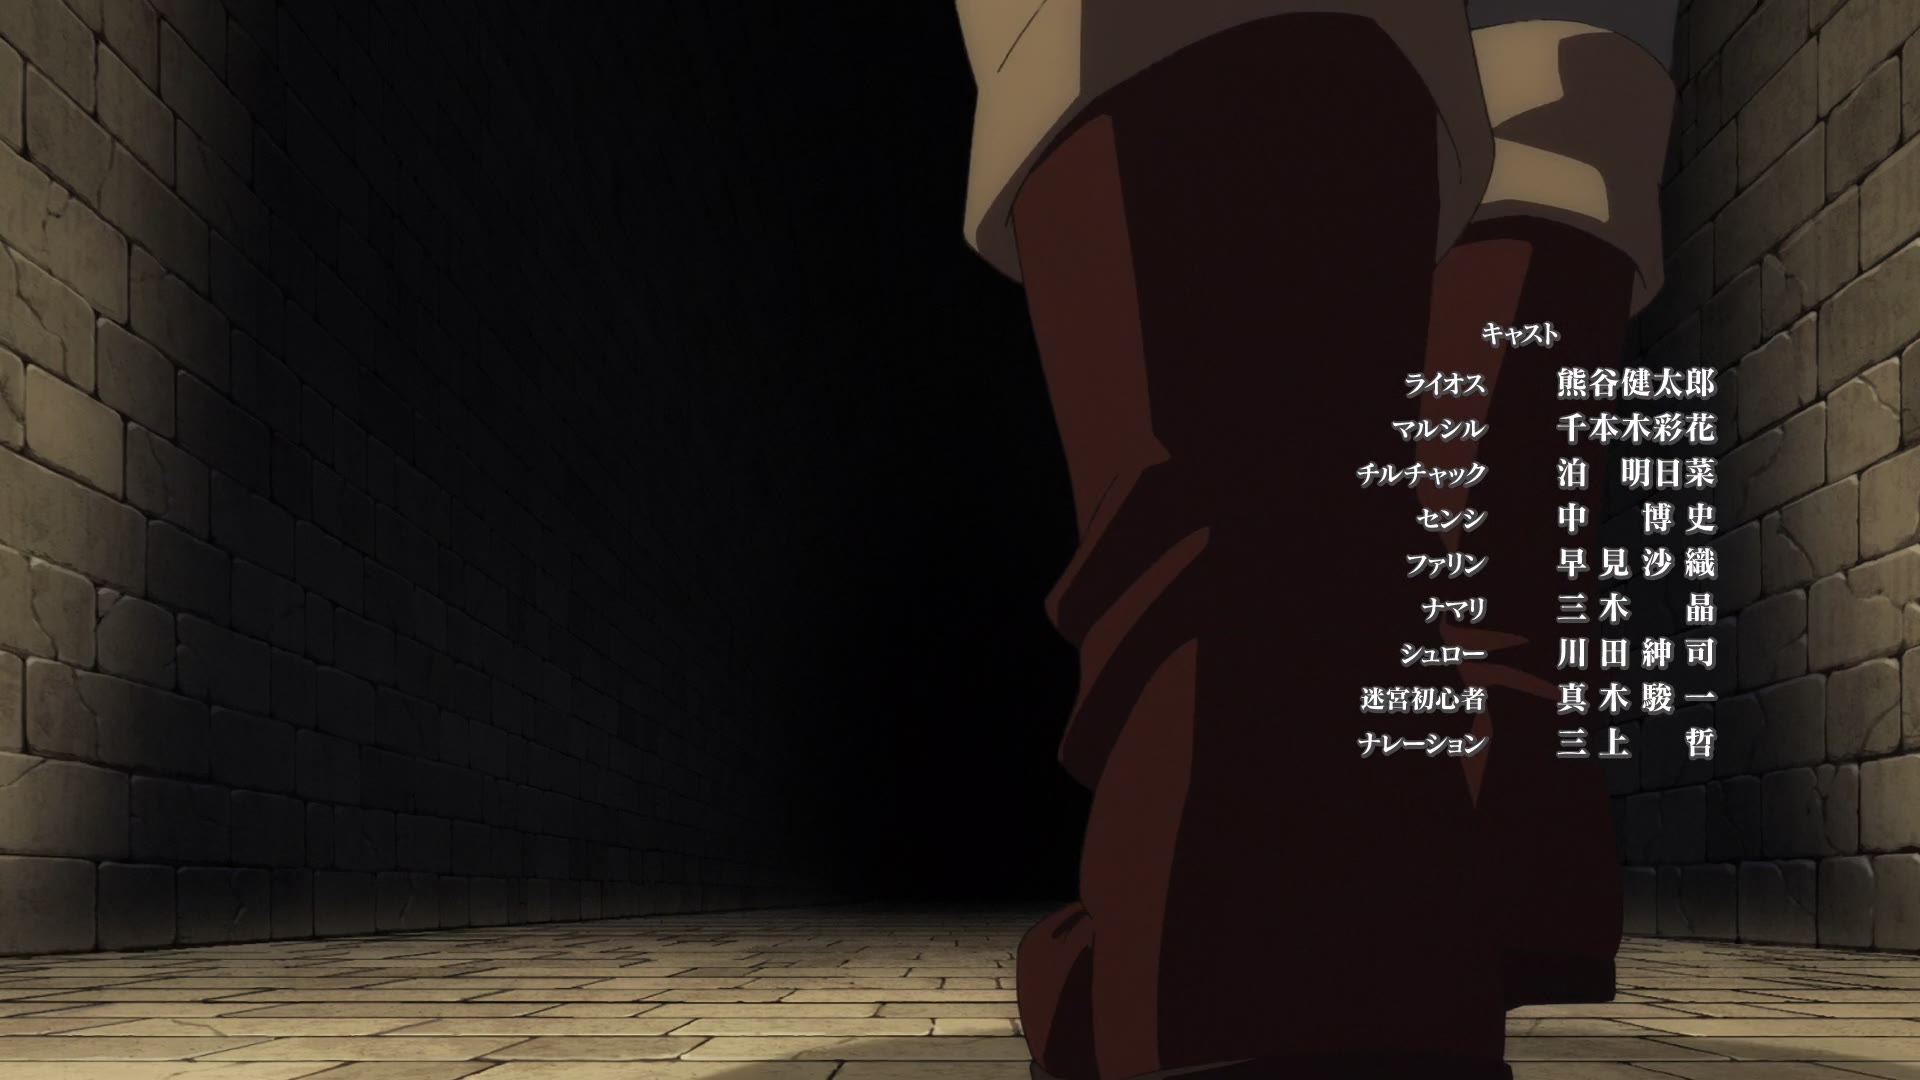 キャスト
ライオス 熊谷健太郎
マルシル 千本木彩花
チルチャック 泊 明日菜
センシ 中 博史
ファリン 早見沙織
ナマリ 三木 晶
シュロー 川田紳司
迷宮初心者 真木駿一
ナレーション 三上 哲